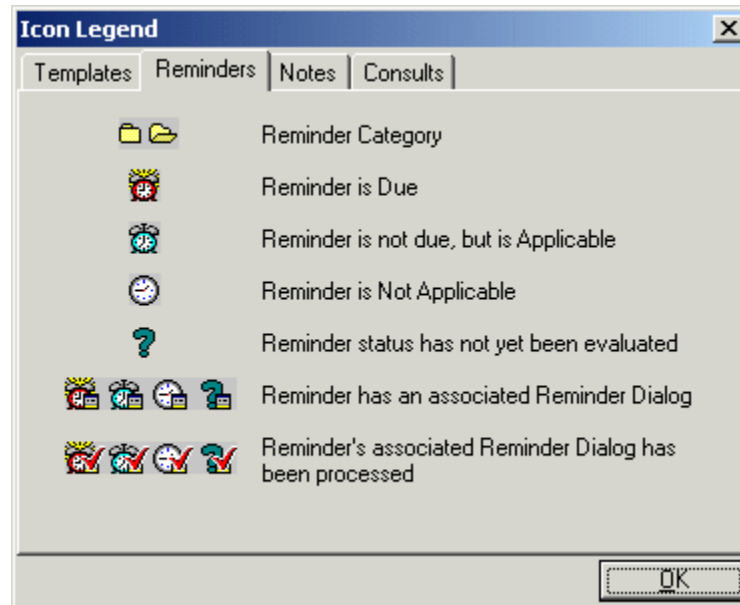 Icon Legend
Templates Reminders Notes Consults
Reminder Category
Reminder is Due
Reminder is not due, but is Applicable
Reminder is Not Applicable
Reminder status has not yet been evaluated
Reminder has an associated Reminder Dialog
Reminder's associated Reminder Dialog has
been processed
OK